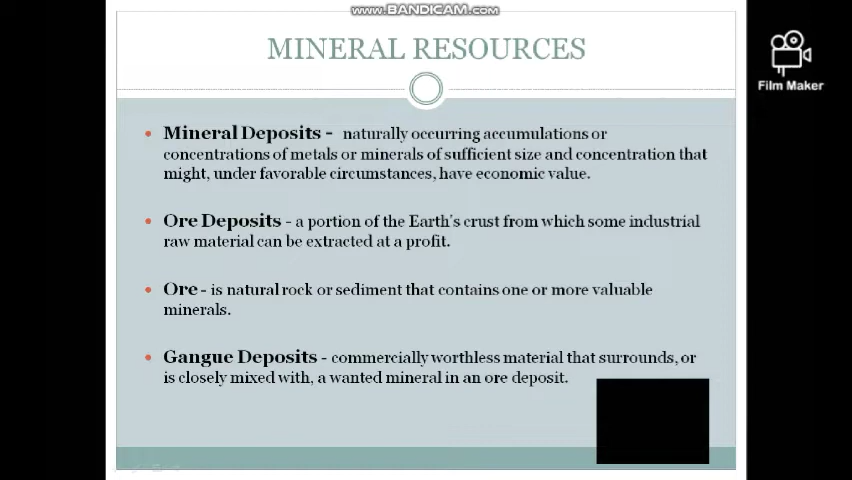 www.BANDICAM.com
MINERAL RESOURCES
Film Maker
• Mineral Deposits - naturally occurring accumulations or
concentrations of metals or minerals of sufficient size and concentration that
might, under favorable circumstances, have economic value.
• Ore Deposits - a portion of the Earth's crust from which some industrial
raw material can be extracted at a profit.
• Ore - is natural rock or sediment that contains one or more valuable
minerals.
• Gangue Deposits - commercially worthless material that surrounds, or
is closely mixed with, a wanted mineral in an ore deposit.